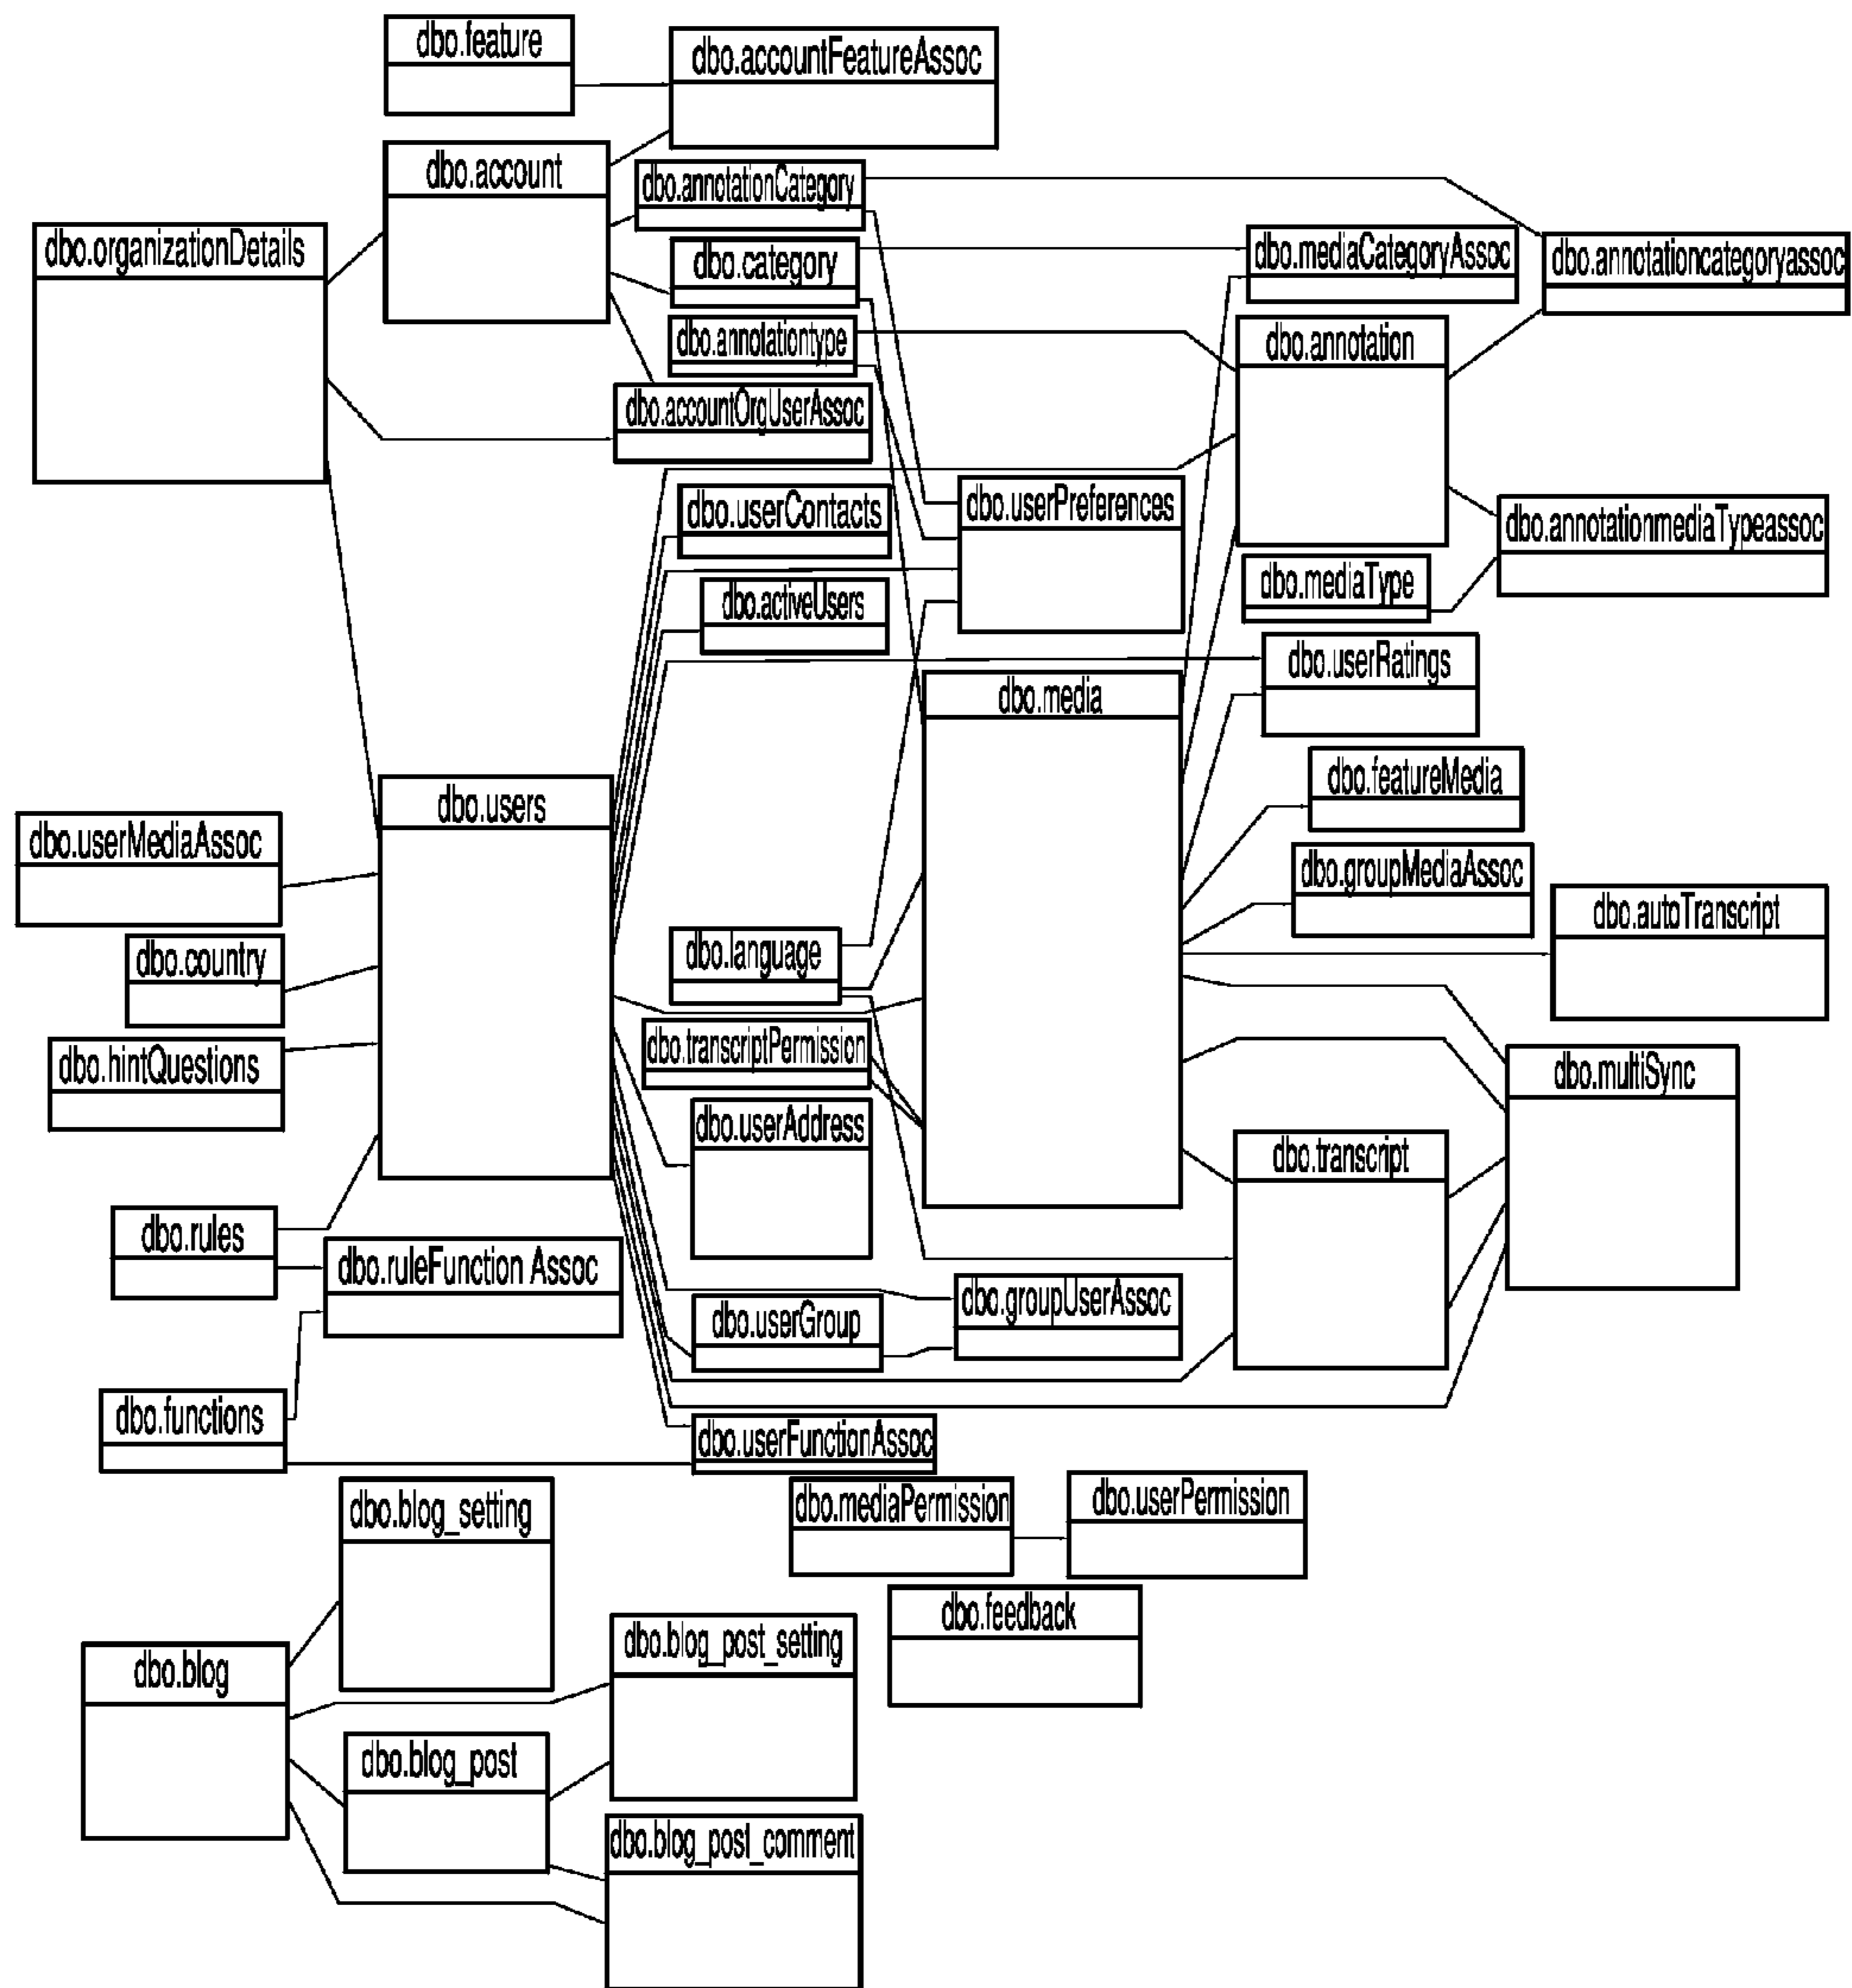 dbo.feature
dbo.accountFeatureAssoc
dbo.account
dbo.annotationCategory
dbo.organizationDetails
dbo.category
dbo.mediaCategoryAssoc
dbo.annotationcategoryassoc
dbo.annotationtype
dbo.annotation
dbo.accountOrgUserAssoc
dbo.userContacts
dbo.userPreferences
dbo.annotationmediaTypeassoc
dbo.activeUsers
dbo.mediaType
dbo.userRatings
dbo.media
dbo.featureMedia
dbo.users
dbo.userMediaAssoc
dbo.groupMediaAssoc
dbo.autoTranscript
dbo.country
dbo.language
dbo.transcriptPermission
dbo.hintQuestions
dbo.multiSync
dbo.userAddress
dbo.transcript
dbo.rules
dbo.ruleFunction Assoc
dbo.groupUserAssoc
dbo.userGroup
dbo.functions
dbo.userFunctionAssoc
dbo.blog_setting
dbo.mediaPermission
dbo.userPermission
dbo.feedback
dbo.blog_post_setting
dbo.blog
dbo.blog_post
dbo.blog_post_comment